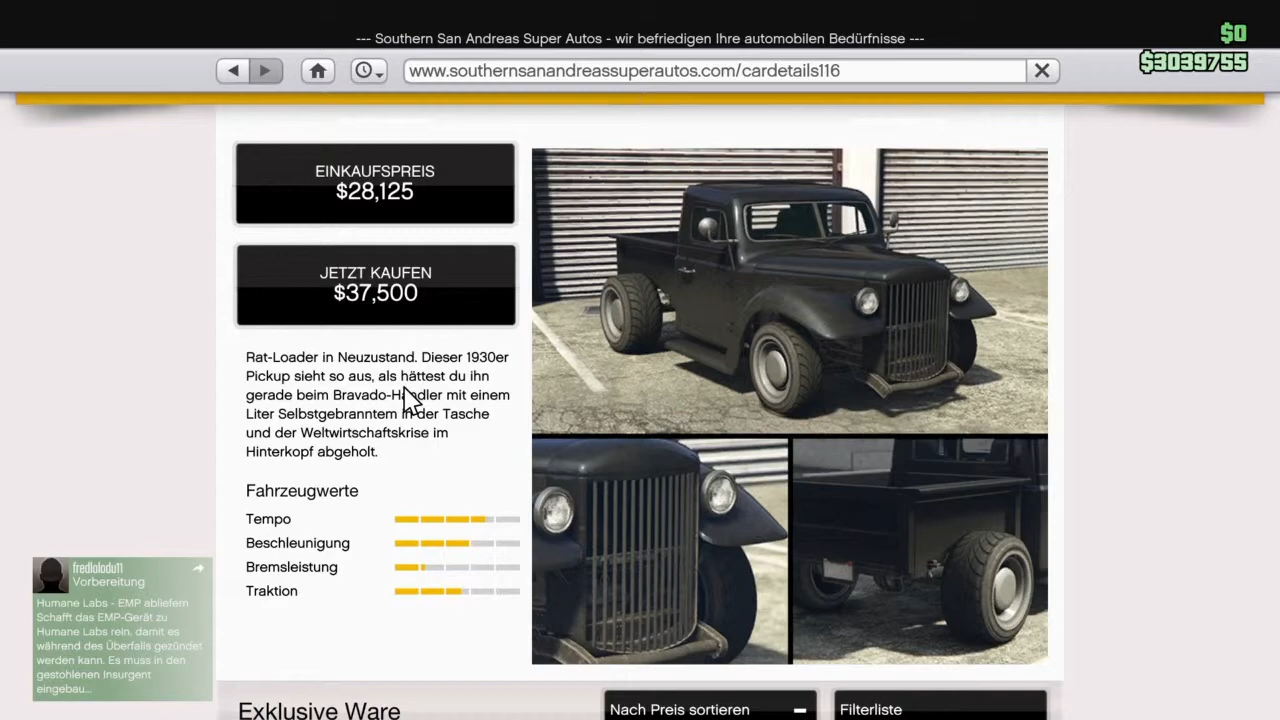 --- Southern San Andreas Super Autos - wir befriedigen Ihre automobilen Bedürfnisse ---
$0
$3039755
www.southernsanandreassuperautos.com/cardetails116
EINKAUFSPREIS
$28,125
JETZT KAUFEN
$37,500
Rat-Loader in Neuzustand. Dieser 1930er
Pickup sieht so aus, als hättest du ihn
gerade beim Bravado-Händler mit einem
Liter Selbstgebranntem in der Tasche
und der Weltwirtschaftskrise im
Hinterkopf abgeholt.
Fahrzeugwerte
Tempo
Beschleunigung
Bremsleistung
Traktion
fredlolodu11
Vorbereitung
Humane Labs - EMP abliefern
Schafft das EMP-Gerät zu
Humane Labs rein, damit es
während des Überfalls gezündet
werden kann. Es muss in den
gestohlenen Insurgent
eingebau...
Exklusive Ware
Nach Preis sortieren
Filterliste